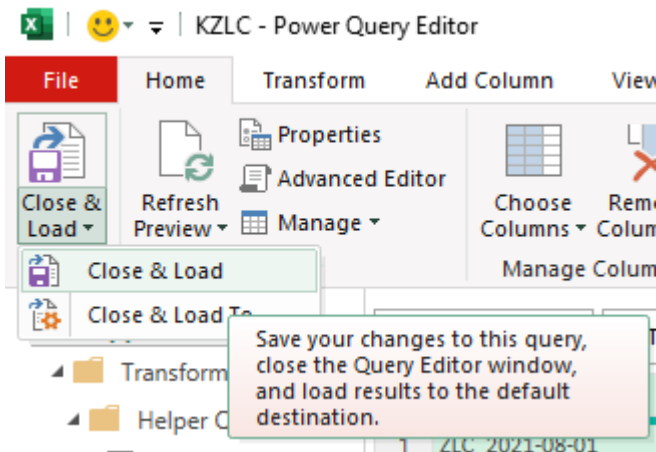 KZLC - Power Query Editor
File Home Transform Add Column View
Properties
Advanced Editor
Manage
Close & Load
Refresh Preview
Choose Columns
Manage
Close & Load
Close & Load To
Save your changes to this query,
close the Query Editor window,
and load results to the default
destination.
Transform
Helper
1 ZLC_2021-08-01